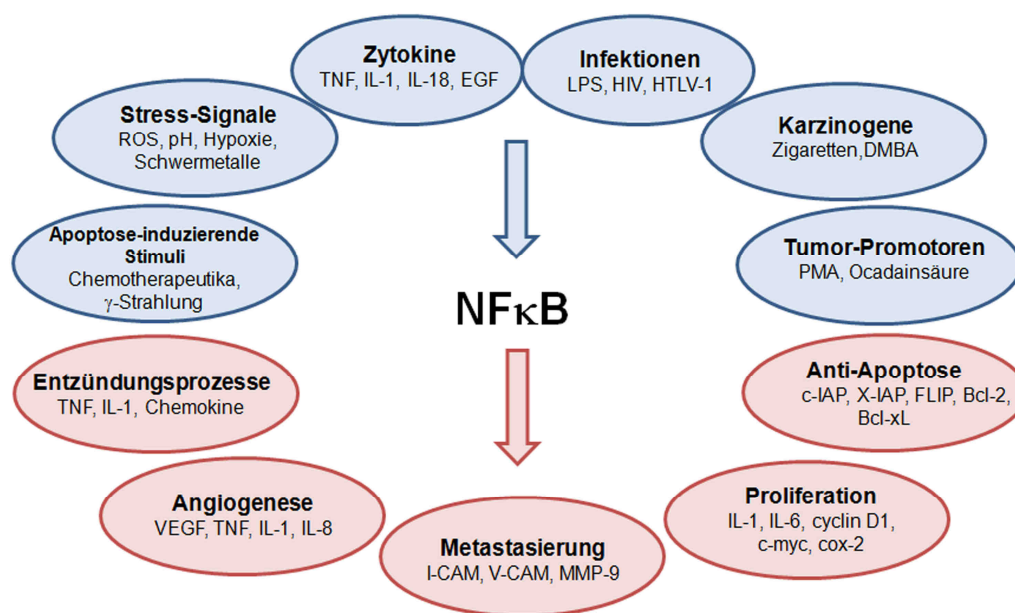 Zytokine
TNF, IL-1, IL-18, EGF
Infektionen
LPS, HIV, HTLV-1
Stress-Signale
ROS, pH, Hypoxie,
Schwermetalle
Karzinogene
Zigaretten,DMBA
Apoptose-induzierende
Stimuli
Chemotherapeutika,
γ-Strahlung
Tumor-Promotoren
PMA, Ocadainsäure
NFκB
Entzündungsprozesse
TNF, IL-1, Chemokine
Anti-Apoptose
c-IAP, X-IAP, FLIP, Bcl-2,
Bcl-xL
Angiogenese
VEGF, TNF, IL-1, IL-8
Metastasierung
I-CAM, V-CAM, MMP-9
Proliferation
IL-1, IL-6, cyclin D1,
c-myc, cox-2